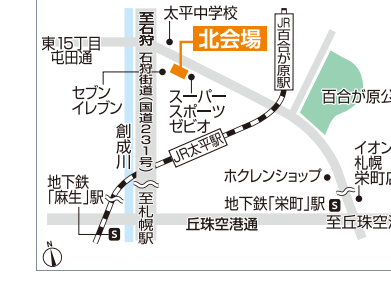 至石狩
太平中学校
北会場
JR百合が原駅
東15丁目
屯田通
石狩街道(国道231号)
セブン
イレブン
スーパー
スポーツ
ゼビオ
百合が原公
創成川
JR太平駅
イオン
札幌
栄町店
ホクレンショップ
地下鉄
「麻生」駅
至札幌駅
地下鉄「栄町」駅
S
S
丘珠空港通
至丘珠空
N